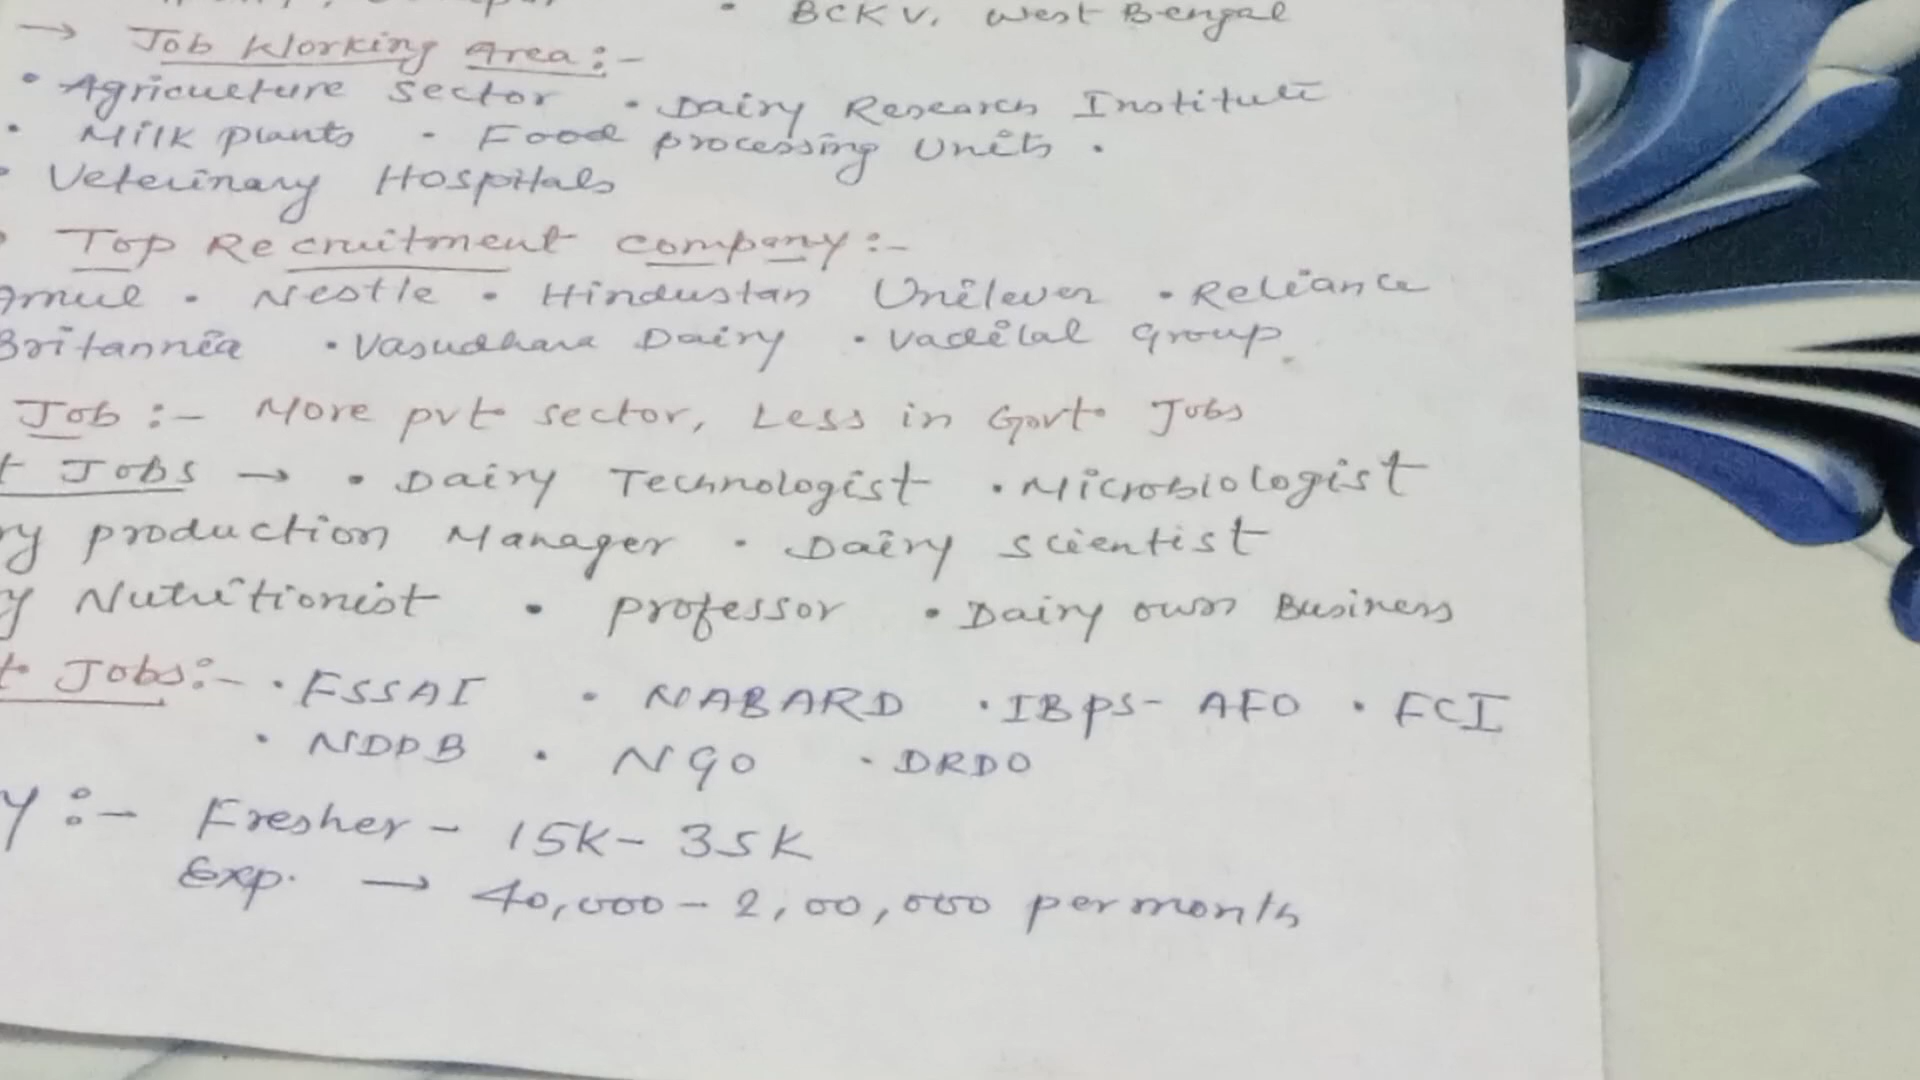 • BCKV, West Bengal
→ Job Working Area:-
• Agriculture Sector • Dairy Research Institute
• Milk plants • Food processing Units •
• Veterinary Hospitals
Top Recruitment company:-
Amul • Nestle • Hindustan Unilever • Reliance
Britannia • Vasudhara Dairy • Vadilal Group
Job :- More pvt sector, Less in Govt Jobs
t Jobs → • Dairy Technologist • Microbiologist
ry production Manager • Dairy scientist
y Nutritionist • professor • Dairy own Business
t Jobs:- • FSSAI • NABARD • IBPS- AFO • FCI
• NDDB • NGO • DRDO
y :- Fresher - 15K- 35K
Exp. → 40,000 - 2,00,000 per month